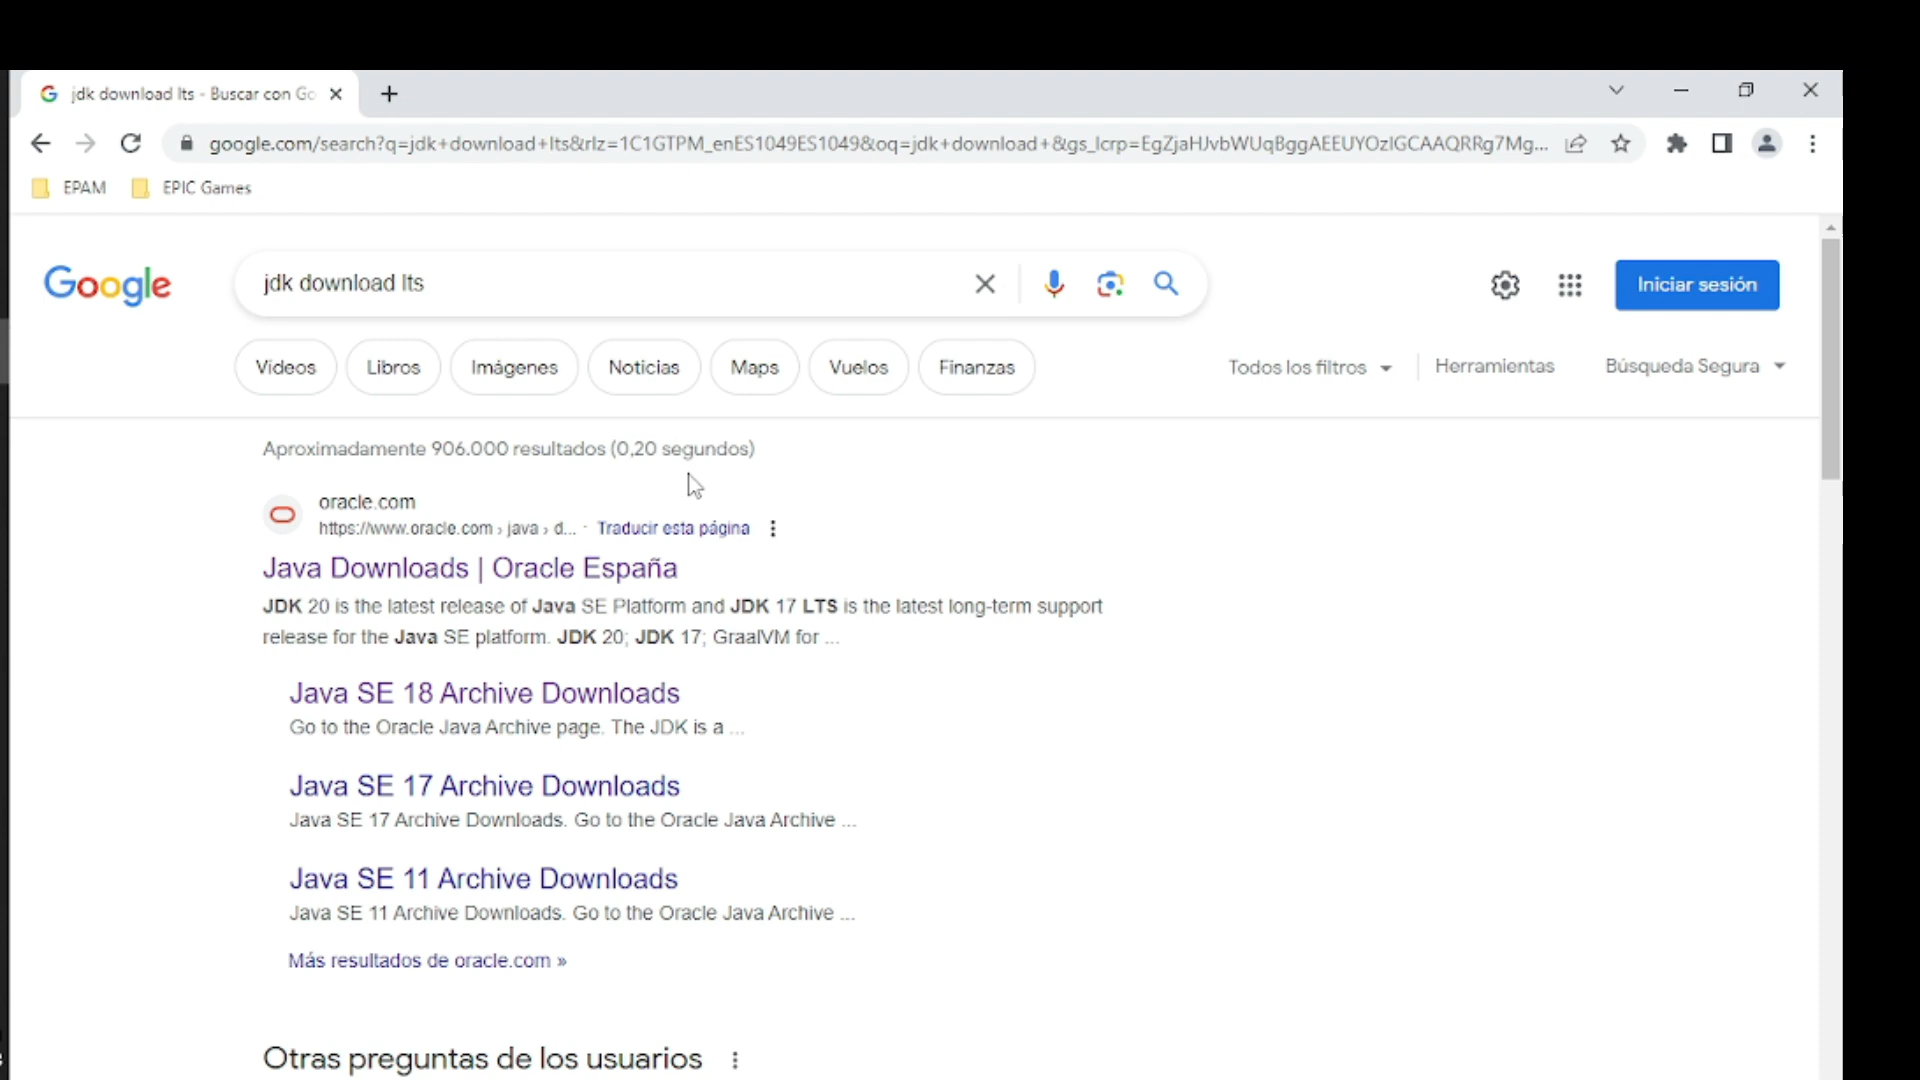 jdk download lts - Buscar con Go
google.com/search?q=jdk+download+lts&rlz=1C1GTPM_enES1049ES1049&oq=jdk+download+&gs_lcrp=EgZjaHJvbWUqBggAEEUYOzIGCAAQRRg7Mg...
EPAM EPIC Games
Google jdk download lts Iniciar sesión
Vídeos Libros Imágenes Noticias Maps Vuelos Finanzas Todos los filtros Herramientas Búsqueda Segura
Aproximadamente 906.000 resultados (0,20 segundos)
oracle.com
https://www.oracle.com › java › d... · Traducir esta página
Java Downloads | Oracle España
JDK 20 is the latest release of Java SE Platform and JDK 17 LTS is the latest long-term support
release for the Java SE platform. JDK 20; JDK 17; GraalVM for ...
Java SE 18 Archive Downloads
Go to the Oracle Java Archive page. The JDK is a ...
Java SE 17 Archive Downloads
Java SE 17 Archive Downloads. Go to the Oracle Java Archive ...
Java SE 11 Archive Downloads
Java SE 11 Archive Downloads. Go to the Oracle Java Archive ...
Más resultados de oracle.com »
Otras preguntas de los usuarios